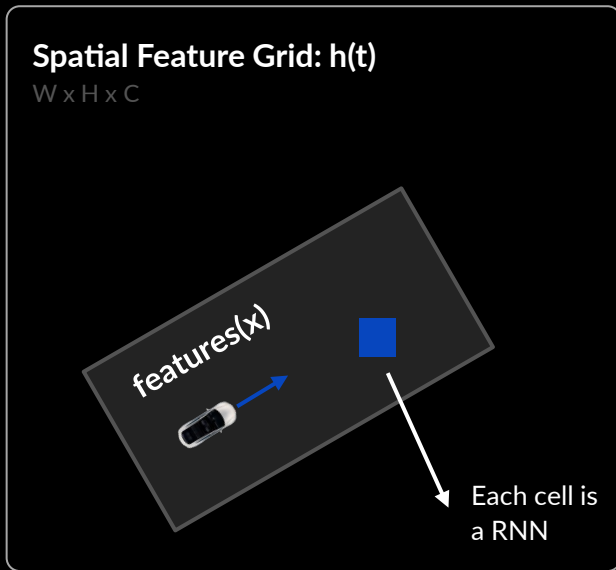 Spatial Feature Grid: h(t)
W x H x C
features(x)
Each cell is
a RNN